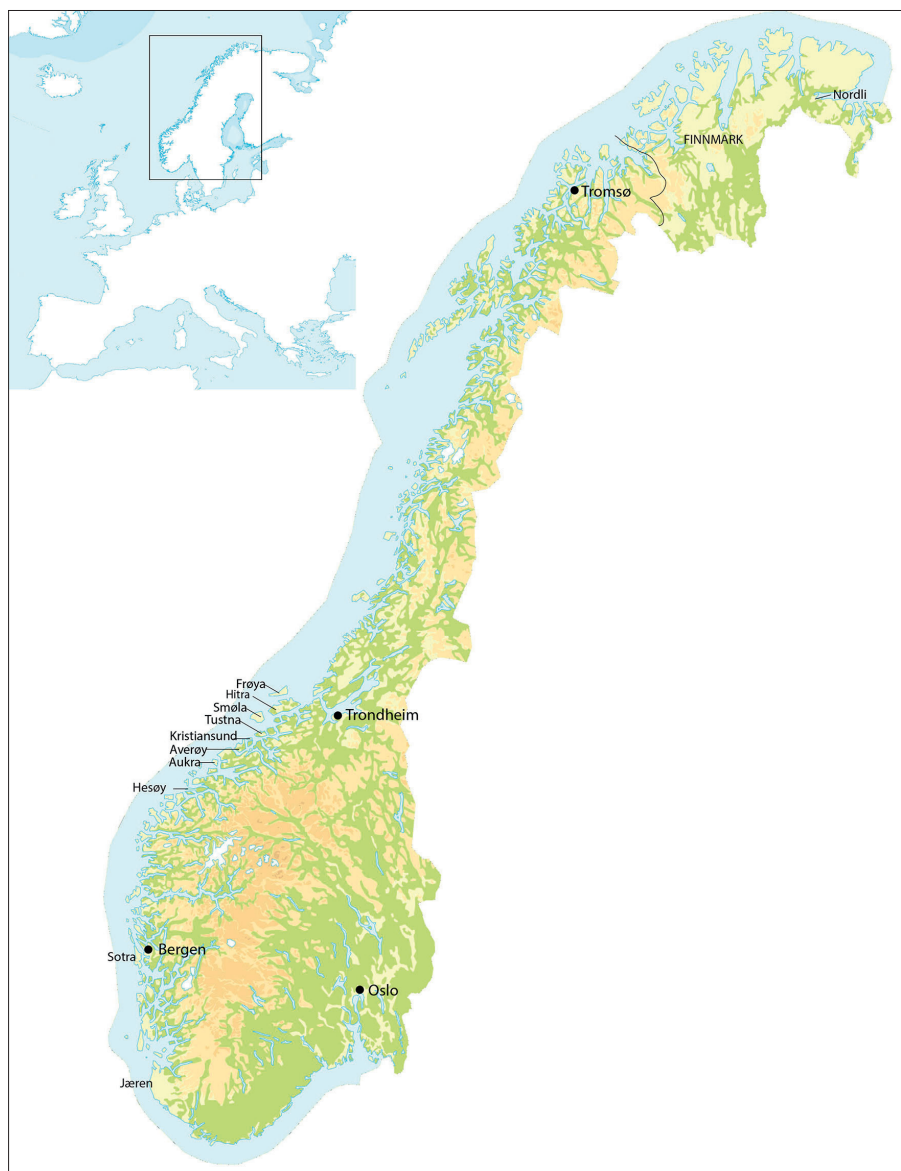 Nordli
FINNMARK
Tromsø
Frøya
Hitra
Smøla
Tustna
Trondheim
Kristiansund
Averøy
Aukra
Hesøy
Bergen
Sotra
Oslo
Jæren